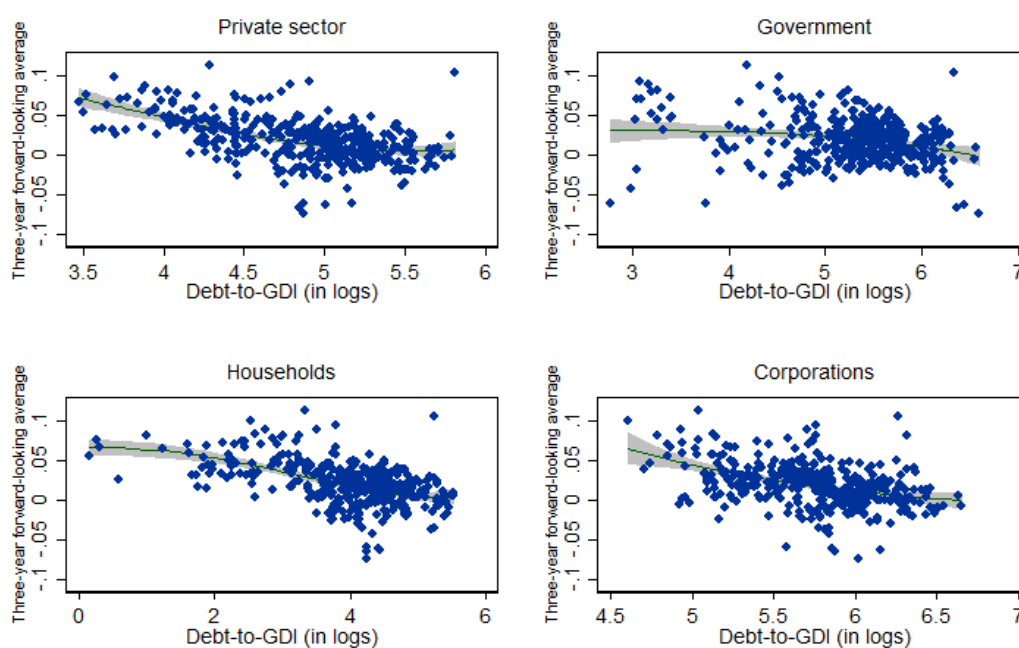 Private sector
Three-year forward-looking average
.1
.05
0
-.05
-.1
3.5 4 4.5 5 5.5 6
Debt-to-GDI (in logs)
Government
Three-year forward-looking average
.1
.05
0
-.05
-.1
3 4 5 6 7
Debt-to-GDI (in logs)
Households
Three-year forward-looking average
.1
.05
0
-.05
-.1
0 2 4 6
Debt-to-GDI (in logs)
Corporations
Three-year forward-looking average
.1
.05
0
-.05
-.1
4.5 5 5.5 6 6.5 7
Debt-to-GDI (in logs)